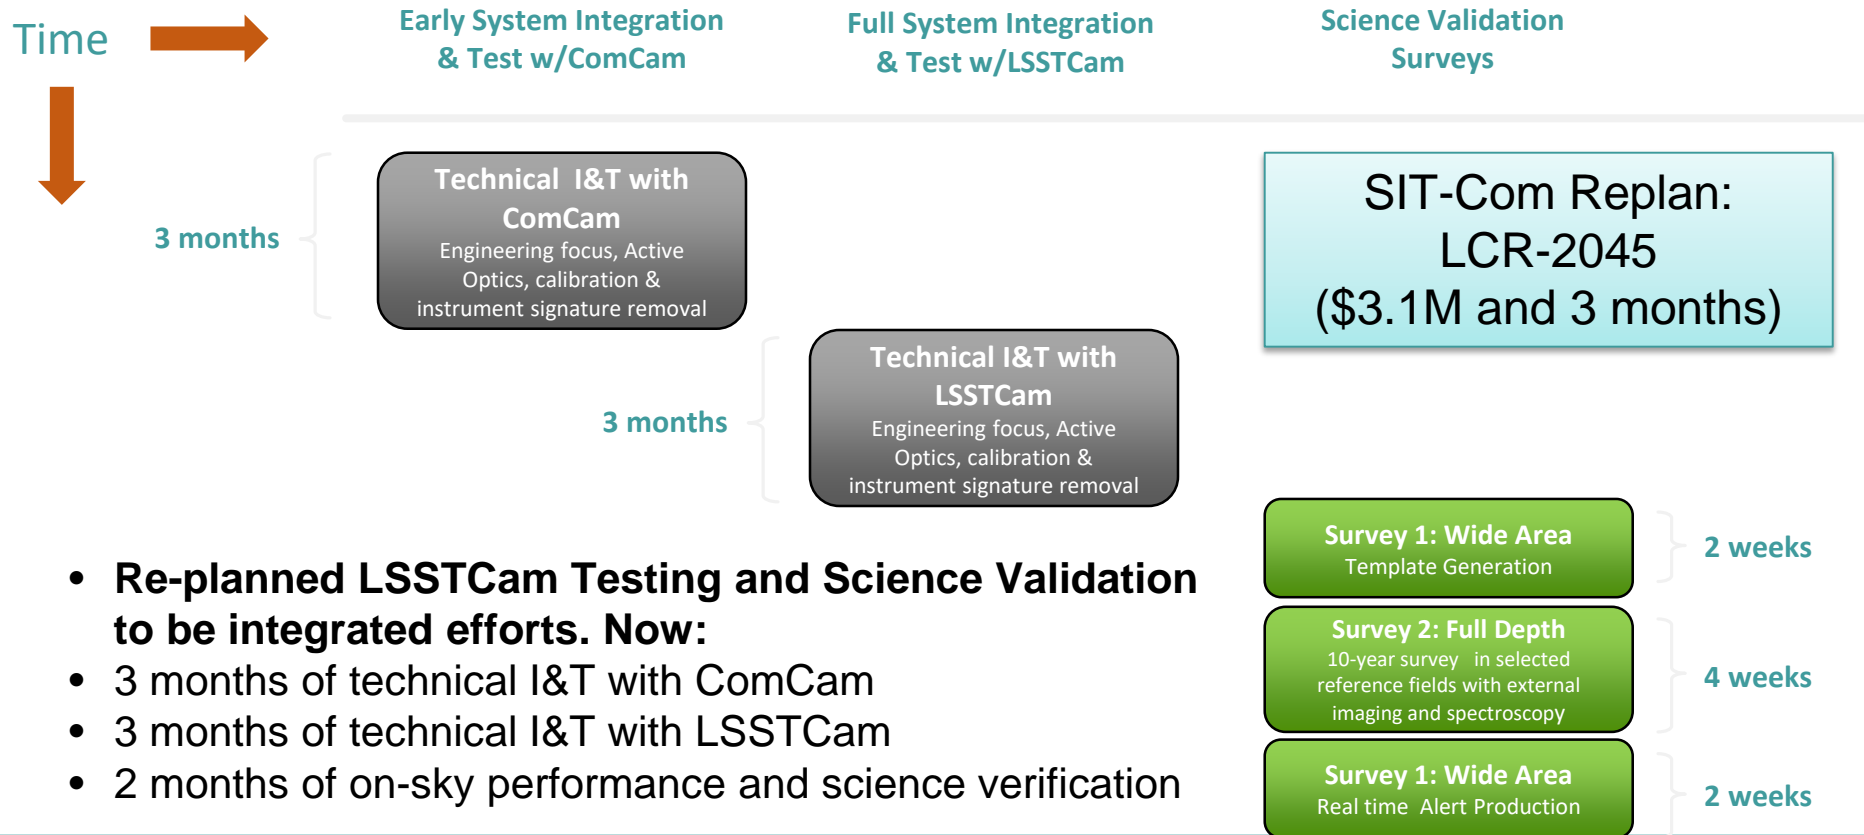 Time
Early System Integration
& Test w/ComCam
Full System Integration
& Test w/LSSTCam
Science Validation
Surveys
3 months
Technical I&T with
ComCam
Engineering focus, Active
Optics, calibration &
instrument signature removal
SIT-Com Replan:
LCR-2045
($3.1M and 3 months)
3 months
Technical I&T with
LSSTCam
Engineering focus, Active
Optics, calibration &
instrument signature removal
• Re-planned LSSTCam Testing and Science Validation
to be integrated efforts. Now:
• 3 months of technical I&T with ComCam
• 3 months of technical I&T with LSSTCam
• 2 months of on-sky performance and science verification
Survey 1: Wide Area
Template Generation
2 weeks
Survey 2: Full Depth
10-year survey in selected
reference fields with external
imaging and spectroscopy
4 weeks
Survey 1: Wide Area
Real time Alert Production
2 weeks